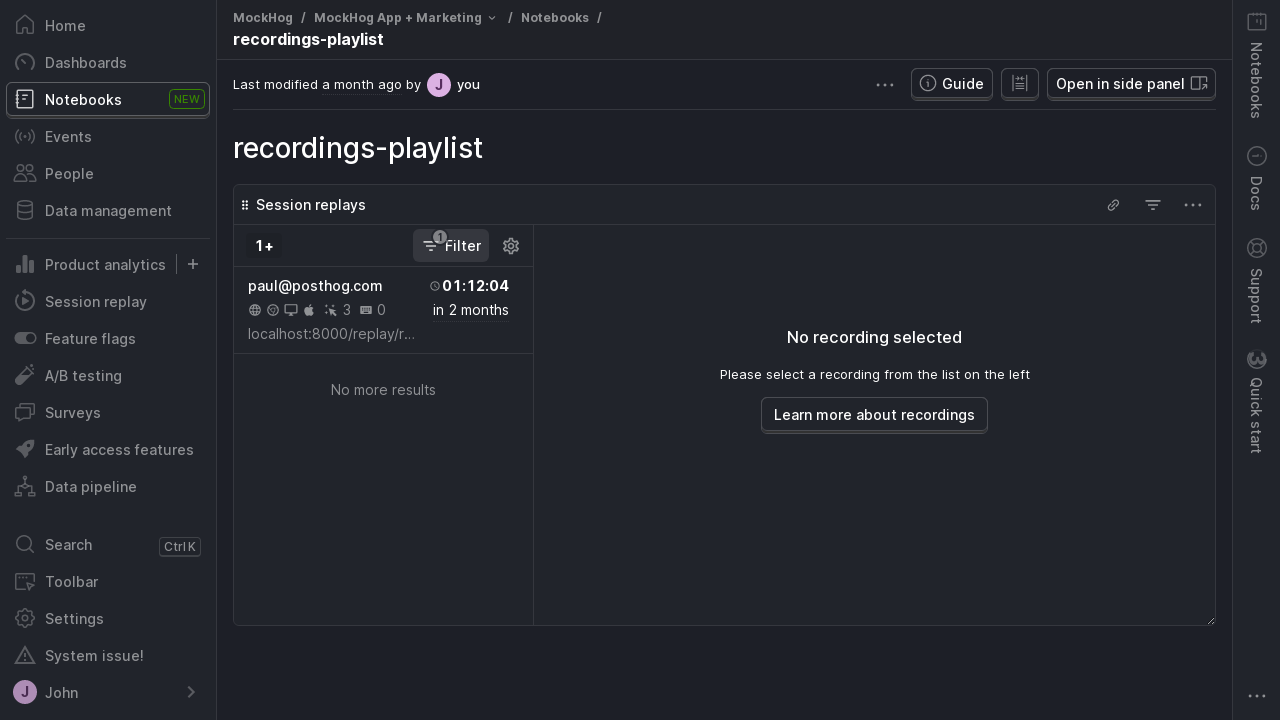 Home
Dashboards
Notebooks NEW
Events
People
Data management
Product analytics
Session replay
Feature flags
A/B testing
Surveys
Early access features
Data pipeline
Search Ctrl K
Toolbar
Settings
System issue!
J John
MockHog / MockHog App + Marketing / Notebooks /
recordings-playlist
Last modified a month ago by J you
Guide
Open in side panel
recordings-playlist
Session replays
1+
1
Filter
paul@posthog.com 01:12:04
3 0 in 2 months
localhost:8000/replay/r…
No more results
No recording selected
Please select a recording from the list on the left
Learn more about recordings
Notebooks
Docs
Support
Quick start